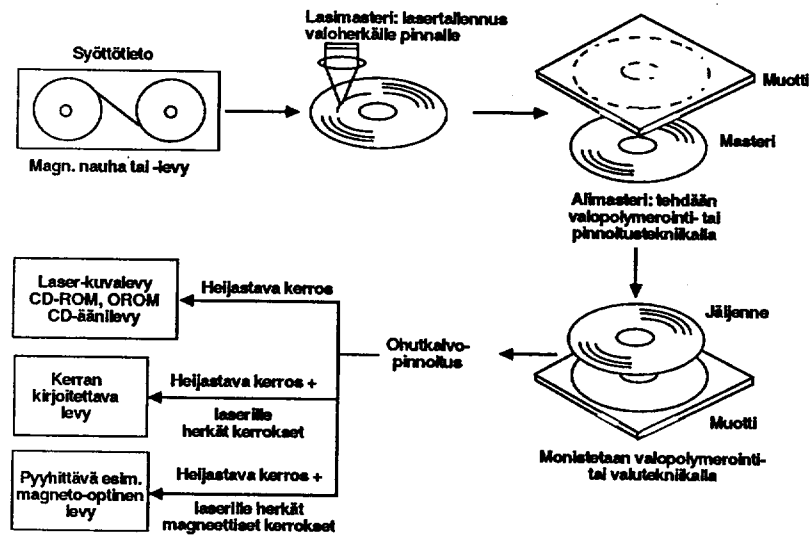 Syöttötieto
Magn. nauha tai -levy
Lasimasteri: lasertallennus
valoherkälle pinnalle
Muotti
Masteri
Alimasteri: tehdään
valopolymerointi- tai
pinnoitustekniikalla
Jäljenne
Muotti
Monistetaan valopolymerointi-
tai valutekniikalla
Ohutkalvo-
pinnoitus
Heijastava kerros
Laser-kuvalevy
CD-ROM, OROM
CD-äänilevy
Heijastava kerros +
laserille
herkät kerrokset
Kerran
kirjoitettava
levy
Heijastava kerros +
laserille herkät
magneettiset kerrokset
Pyyhittävä esim.
magneto-optinen
levy